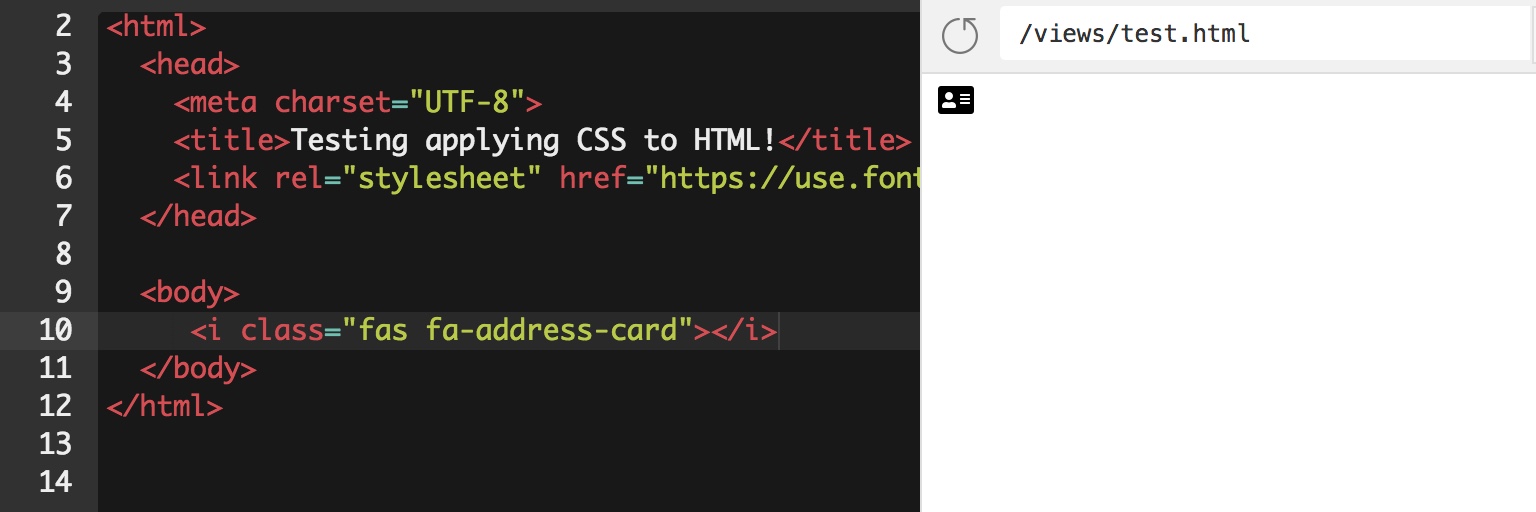 2 <html>
3 <head>
4 <meta charset="UTF-8">
5 <title>Testing applying CSS to HTML!</title>
6 <link rel="stylesheet" href="https://use.font
7 </head>
8
9 <body>
10 <i class="fas fa-address-card"></i>
11 </body>
12 </html>
13
14
/views/test.html